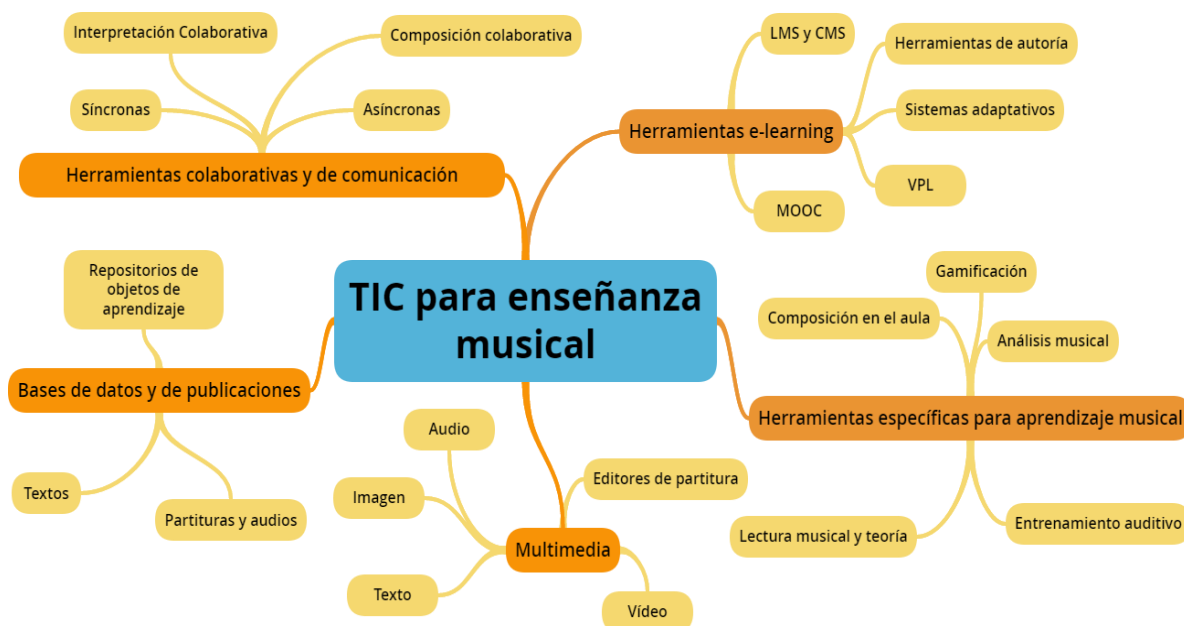 Interpretación Colaborativa
Composición colaborativa
Síncronas
Asíncronas
Herramientas colaborativas y de comunicación
LMS y CMS
Herramientas de autoría
Sistemas adaptativos
Herramientas e-learning
VPL
MOOC
Repositorios de
objetos de
aprendizaje
Bases de datos y de publicaciones
Textos
Partituras y audios
TIC para enseñanza
musical
Gamificación
Composición en el aula
Análisis musical
Herramientas específicas para aprendizaje musical
Lectura musical y teoría
Entrenamiento auditivo
Audio
Editores de partitura
Imagen
Multimedia
Texto
Vídeo